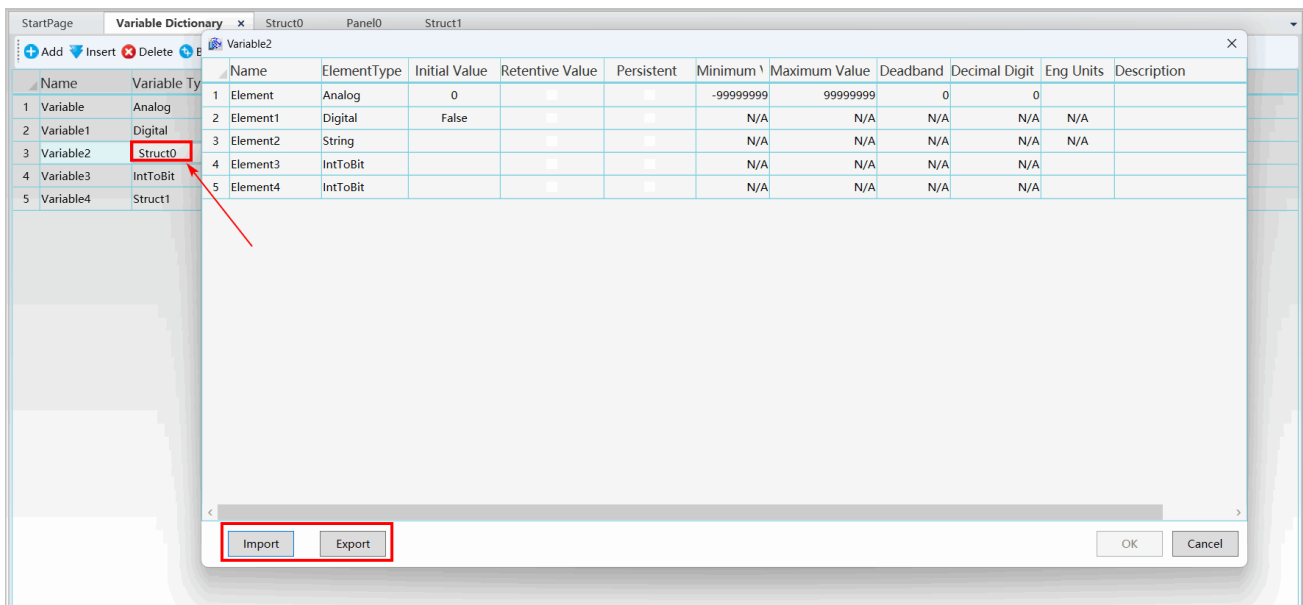 StartPage Variable Dictionary × Struct0 Panel0 Struct1
Add Insert Delete
Variable2
Name Variable Ty
1 Variable Analog
2 Variable1 Digital
3 Variable2 Struct0
4 Variable3 IntToBit
5 Variable4 Struct1
Name ElementType Initial Value Retentive Value Persistent Minimum Maximum Value Deadband Decimal Digit Eng Units Description
1 Element Analog 0 -99999999 99999999 0 0
2 Element1 Digital False N/A N/A N/A N/A N/A
3 Element2 String N/A N/A N/A N/A N/A
4 Element3 IntToBit N/A N/A N/A N/A
5 Element4 IntToBit N/A N/A N/A N/A
Import Export OK Cancel